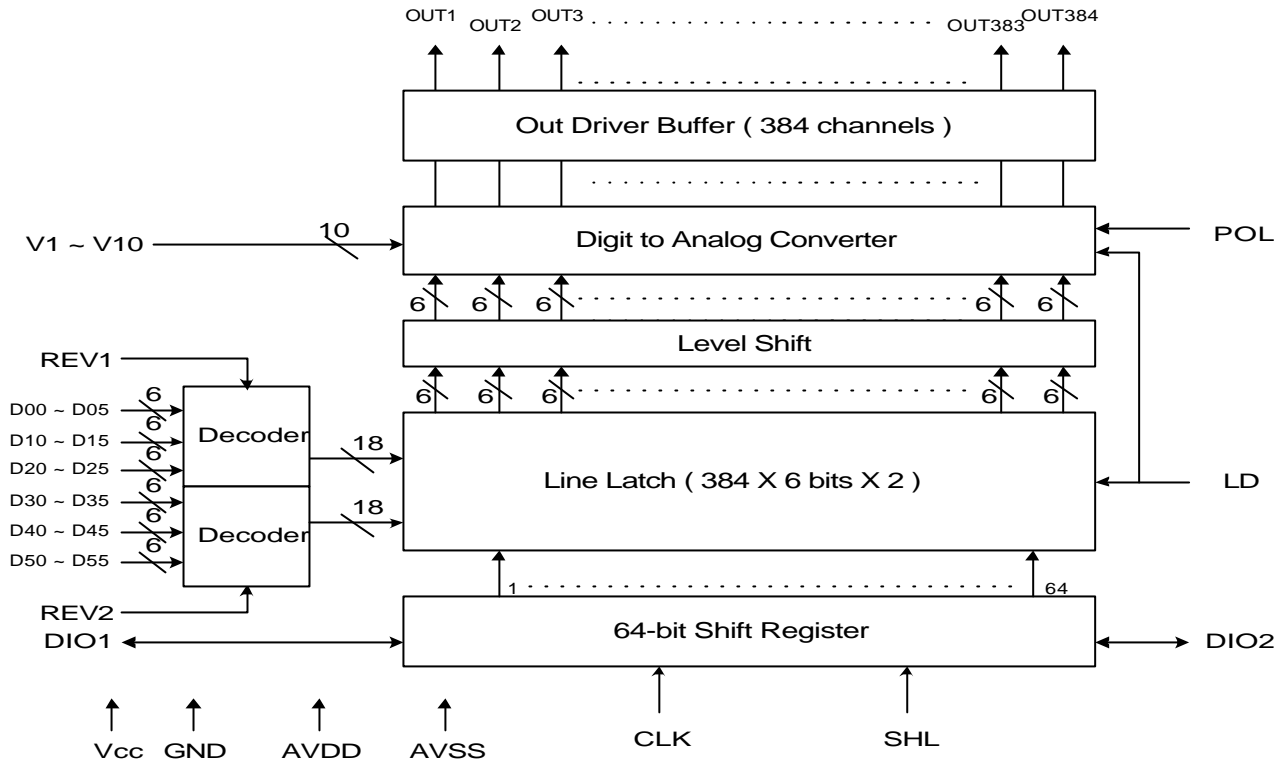 OUT1 OUT2 OUT3 OUT383 OUT384
Out Driver Buffer ( 384 channels )
V1 ~ V10 10 Digit to Analog Converter POL
6 6 6 6 6
Level Shift
REV1
6 6 6 6 6
D00 ~ D05 6
D10 ~ D15 6
D20 ~ D25 6
Decoder 18
Line Latch ( 384 X 6 bits X 2 ) LD
D30 ~ D35 6
D40 ~ D45 6
D50 ~ D55 6
Decoder 18
1 64
REV2
DIO1 64-bit Shift Register DIO2
Vcc GND AVDD AVSS CLK SHL